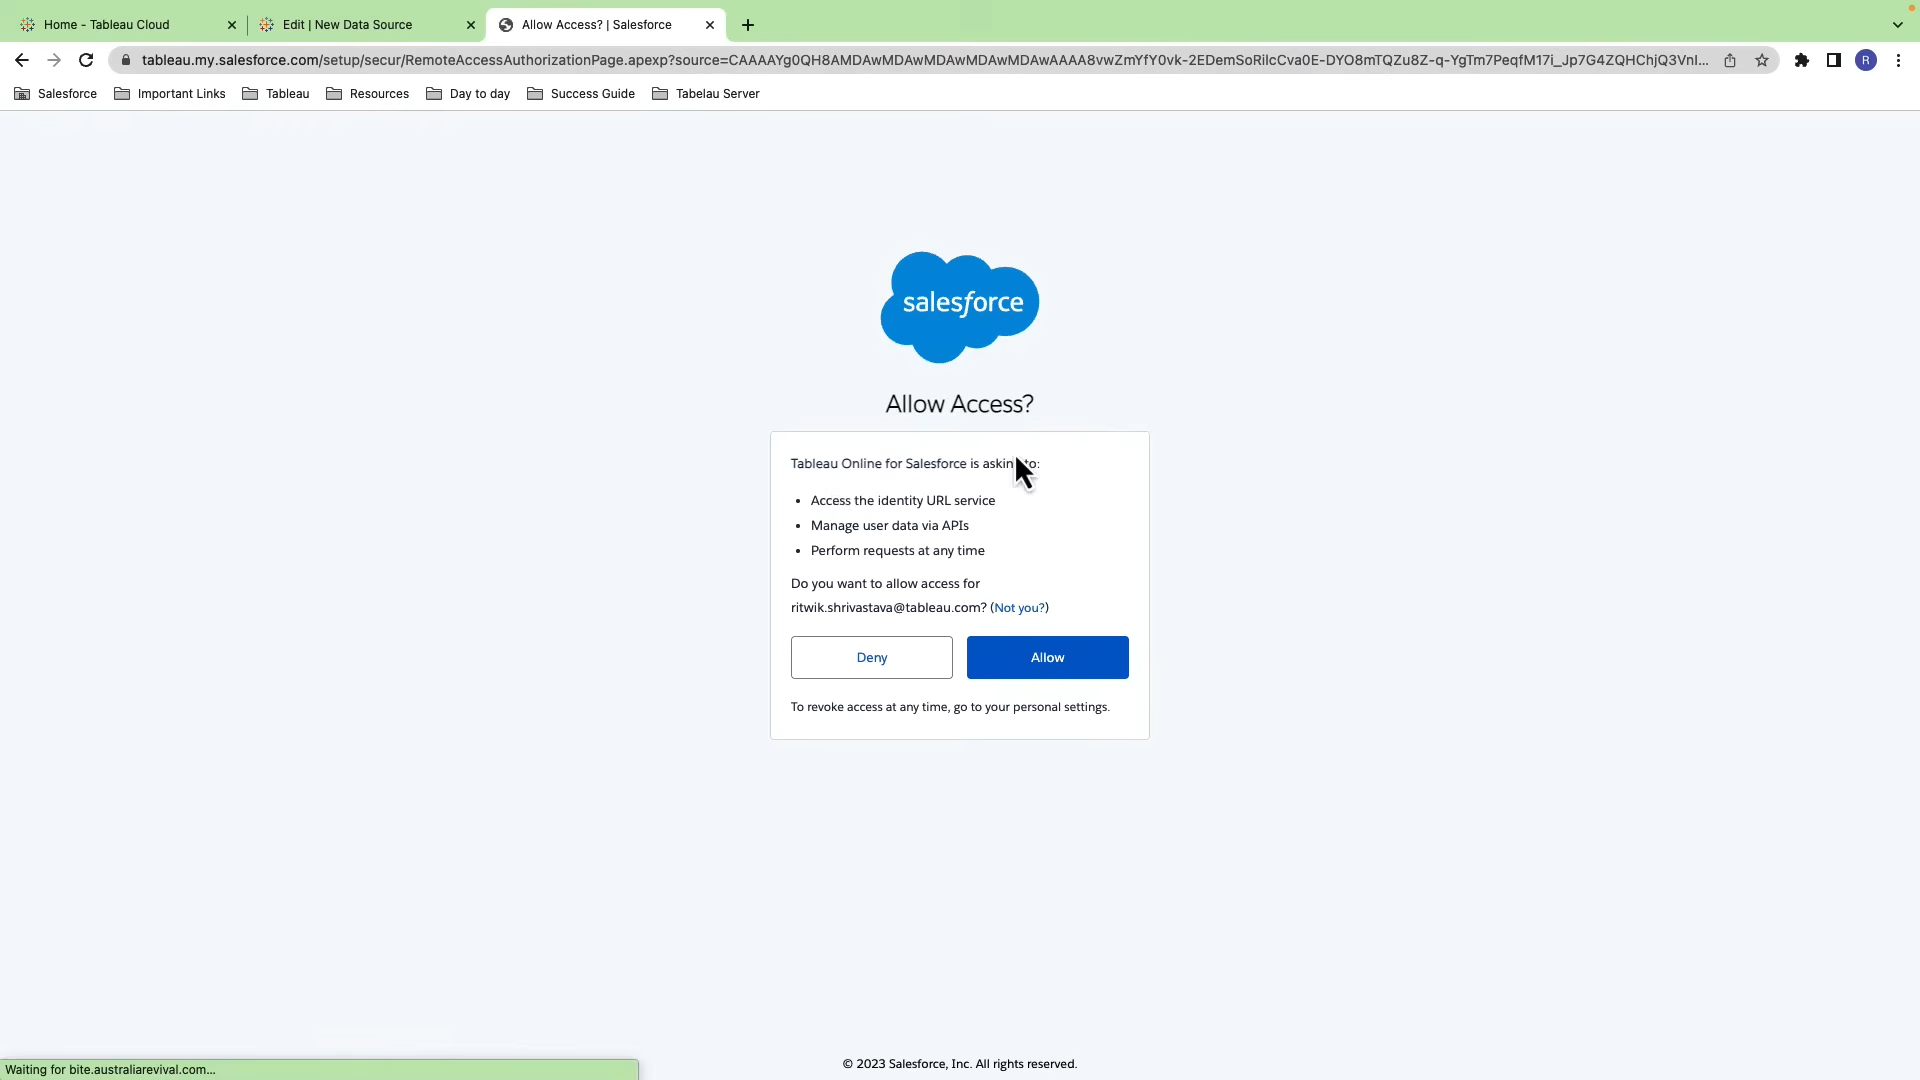 Home - Tableau Cloud
Edit | New Data Source
Allow Access? | Salesforce
tableau.my.salesforce.com/setup/secur/RemoteAccessAuthorizationPage.apexp?source=CAAAAYg0QH8AMDAwMDAwMDAwMDAwMDAwAAAA8vwZmYfY0vk-2EDemSoRilcCva0E-DYO8mTQZu8Z-q-YgTm7PeqfM17i_Jp7G4ZQHChjQ3VnI...
R
Salesforce
Important Links
Tableau
Resources
Day to day
Success Guide
Tabelau Server
salesforce
Allow Access?
Tableau Online for Salesforce is asking to:
• Access the identity URL service
• Manage user data via APIs
• Perform requests at any time
Do you want to allow access for
ritwik.shrivastava@tableau.com? (Not you?)
Deny
Allow
To revoke access at any time, go to your personal settings.
© 2023 Salesforce, Inc. All rights reserved.
Waiting for bite.australiarevival.com...